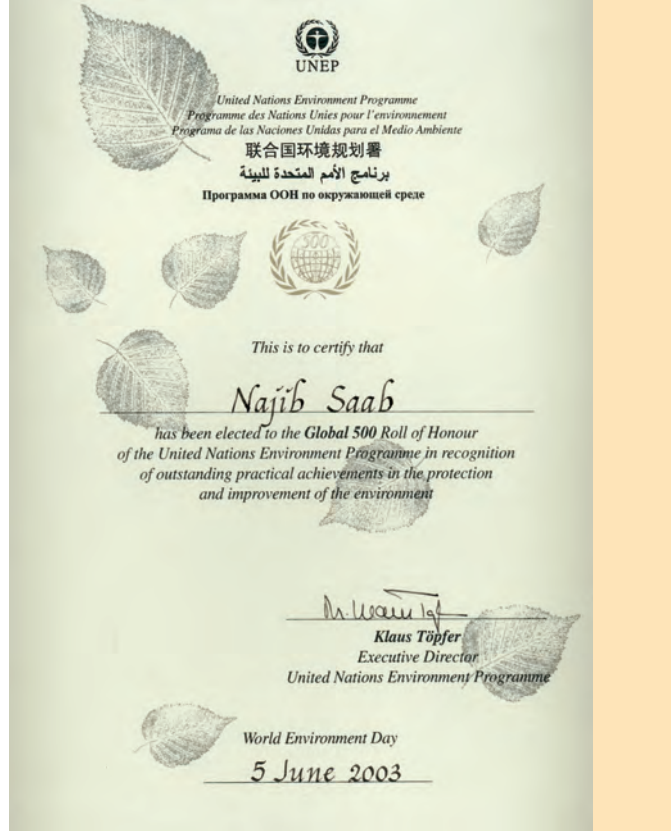 UNEP
United Nations Environment Programme
Programme des Nations Unies pour l'environnement
Programa de las Naciones Unidas para el Medio Ambiente
联合国环境规划署
برنامج الأمم المتحدة للبيئة
Программа ООН по окружающей среде
500
This is to certify that
Najib Saab
has been elected to the Global 500 Roll of Honour
of the United Nations Environment Programme in recognition
of outstanding practical achievements in the protection
and improvement of the environment
Klaus Töpfer
Executive Director
United Nations Environment Programme
World Environment Day
5 June 2003